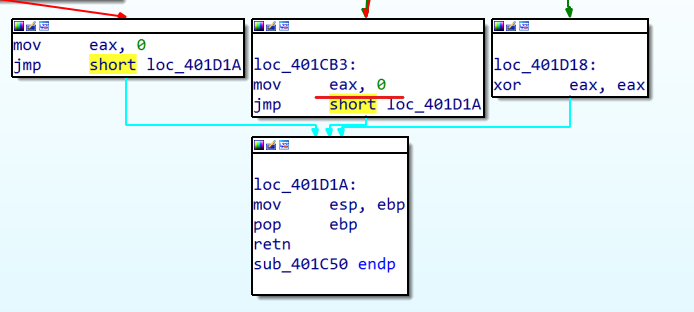 mov eax, 0
jmp short loc_401D1A
loc_401CB3:
mov eax, 0
jmp short loc_401D1A
loc_401D18:
xor eax, eax
loc_401D1A:
mov esp, ebp
pop ebp
retn
sub_401C50 endp